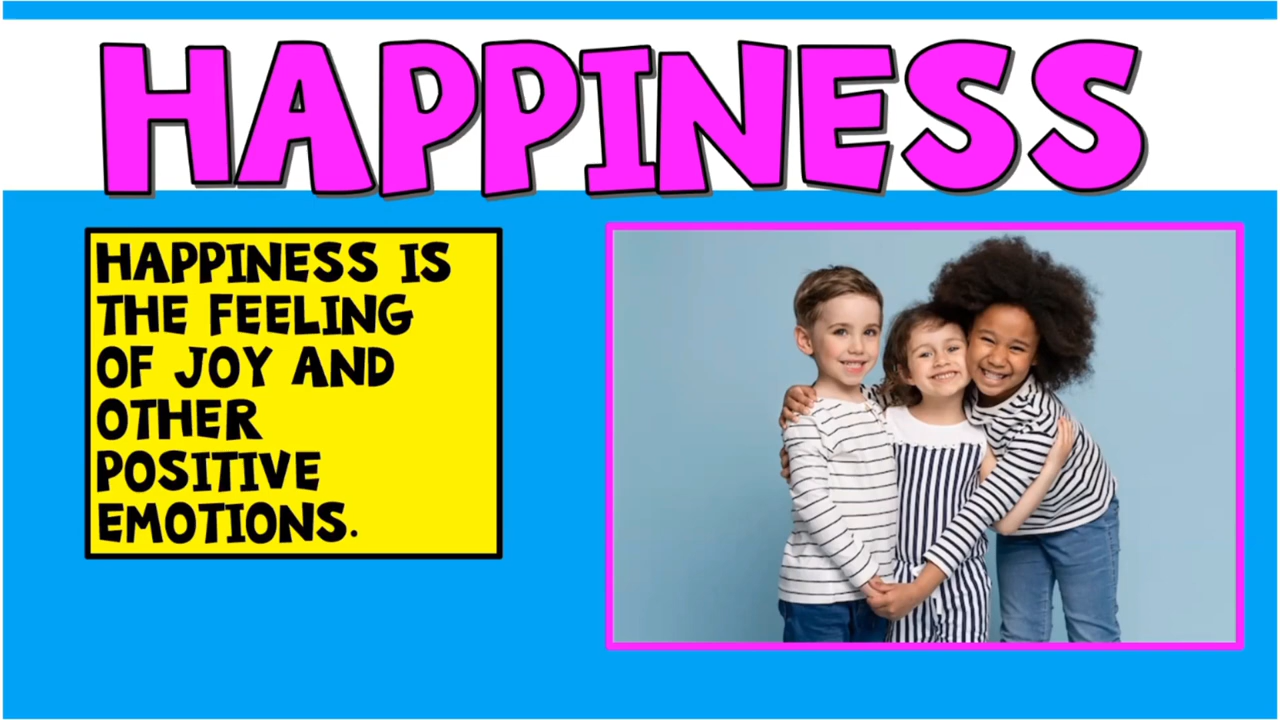 HAPPINESS
HAPPINESS IS
THE FEELING
OF JOY AND
OTHER
POSITIVE
EMOTIONS.